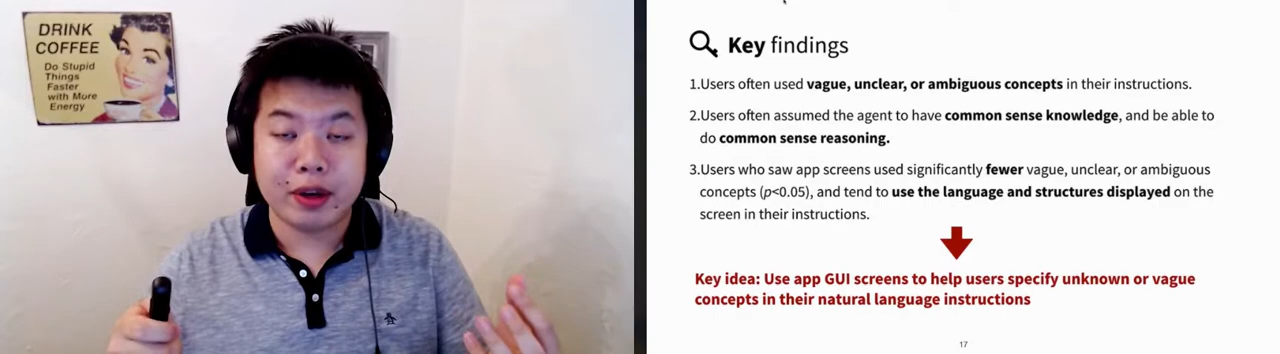 DRINK
COFFEE
Do Stupid
Things
Faster
with More
Energy
Key findings
1.Users often used vague, unclear, or ambiguous concepts in their instructions.
2.Users often assumed the agent to have common sense knowledge, and be able to
do common sense reasoning.
3.Users who saw app screens used significantly fewer vague, unclear, or ambiguous
concepts (p<0.05), and tend to use the language and structures displayed on the
screen in their instructions.
Key idea: Use app GUI screens to help users specify unknown or vague
concepts in their natural language instructions
17